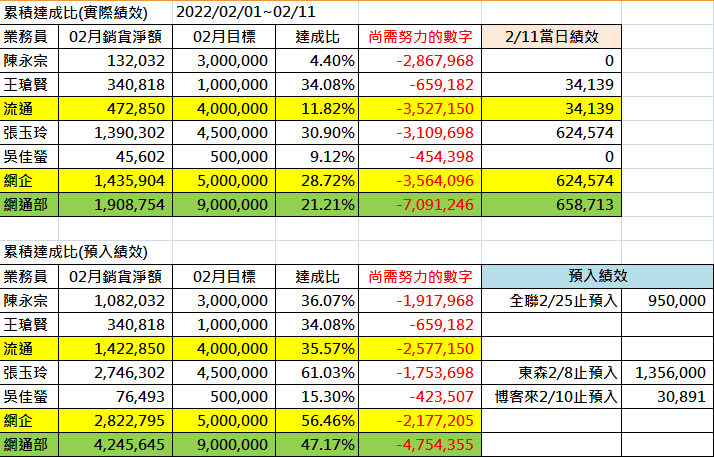 累積達成比(實際績效) 2022/02/01~02/11
業務員 02月銷貨淨額 02月目標 達成比 尚需努力的數字 2/11當日績效
陳永宗 132,032 3,000,000 4.40% -2,867,968 0
王瑲賢 340,818 1,000,000 34.08% -659,182 34,139
流通 472,850 4,000,000 11.82% -3,527,150 34,139
張玉玲 1,390,302 4,500,000 30.90% -3,109,698 624,574
吳佳螢 45,602 500,000 9.12% -454,398 0
網企 1,435,904 5,000,000 28.72% -3,564,096 624,574
網通部 1,908,754 9,000,000 21.21% -7,091,246 658,713
累積達成比(預入績效)
業務員 02月銷貨淨額 02月目標 達成比 尚需努力的數字 預入績效
陳永宗 1,082,032 3,000,000 36.07% -1,917,968 全聯2/25止預入 950,000
王瑲賢 340,818 1,000,000 34.08% -659,182
流通 1,422,850 4,000,000 35.57% -2,577,150
張玉玲 2,746,302 4,500,000 61.03% -1,753,698 東森2/8止預入 1,356,000
吳佳螢 76,493 500,000 15.30% -423,507 博客來2/10止預入 30,891
網企 2,822,795 5,000,000 56.46% -2,177,205
網通部 4,245,645 9,000,000 47.17% -4,754,355